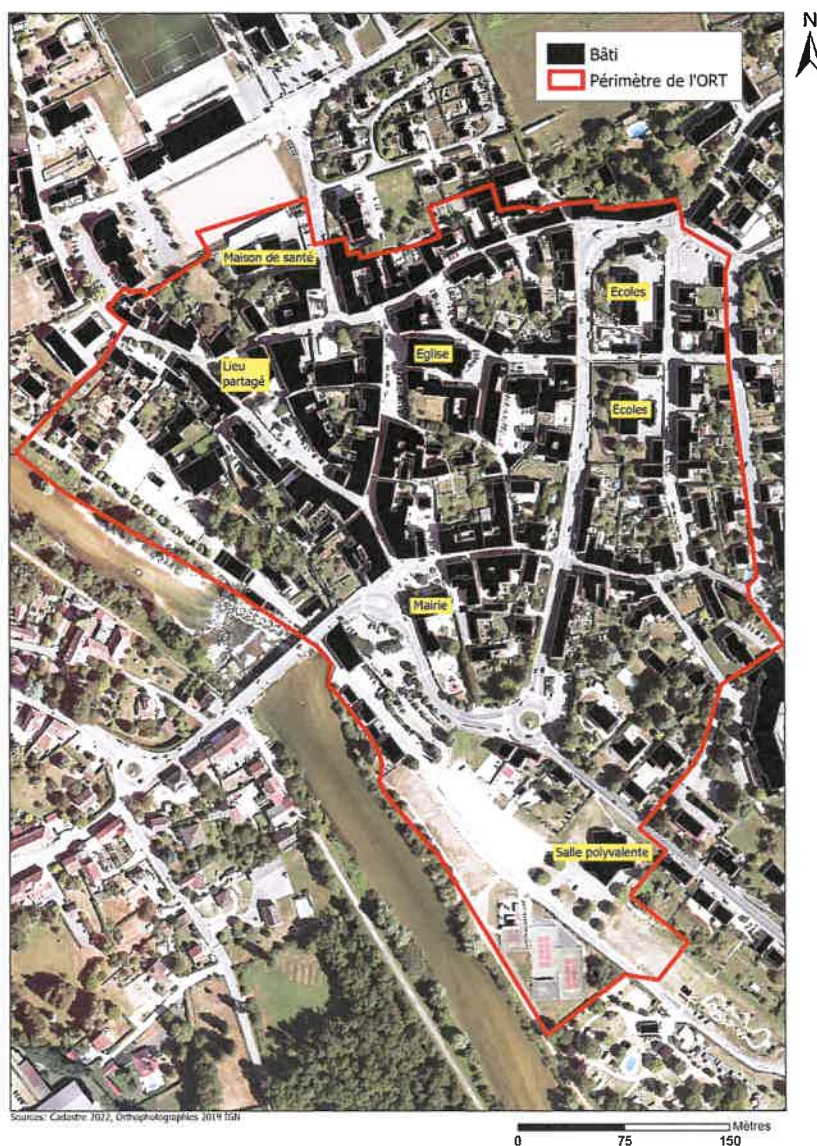 N
Bâti
Périmètre de l'ORT
Maison de santé
Ecoles
Lieu
partagé
Eglise
Ecoles
Mairie
Salle polyvalente
Sources: Cadastre 2022, Orthophotographies 2019 IGN
Mètres
0 75 150